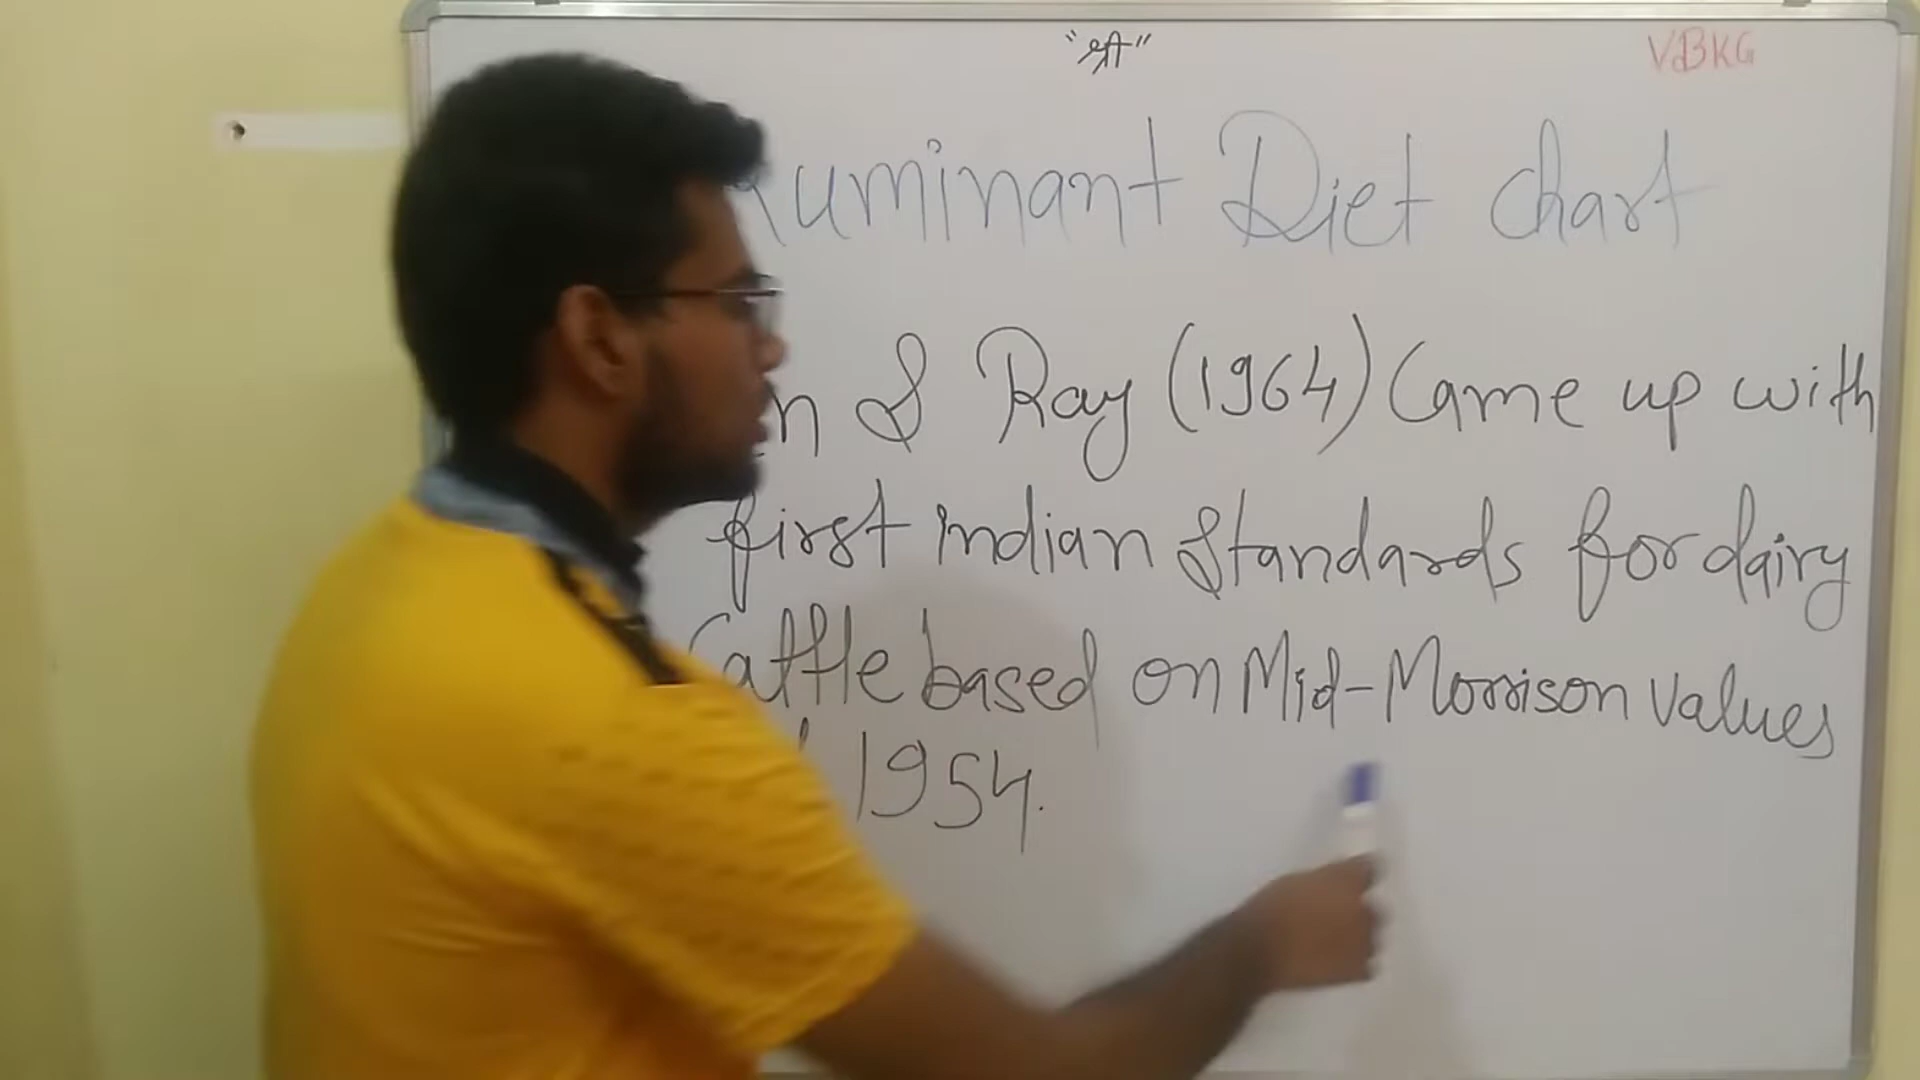 "श्री"
VBKG
Ruminant Diet chart
& Ray (1964) Came up with
first indian Standards for dairy
Cattle based on Mid-Morrison Values
1954.